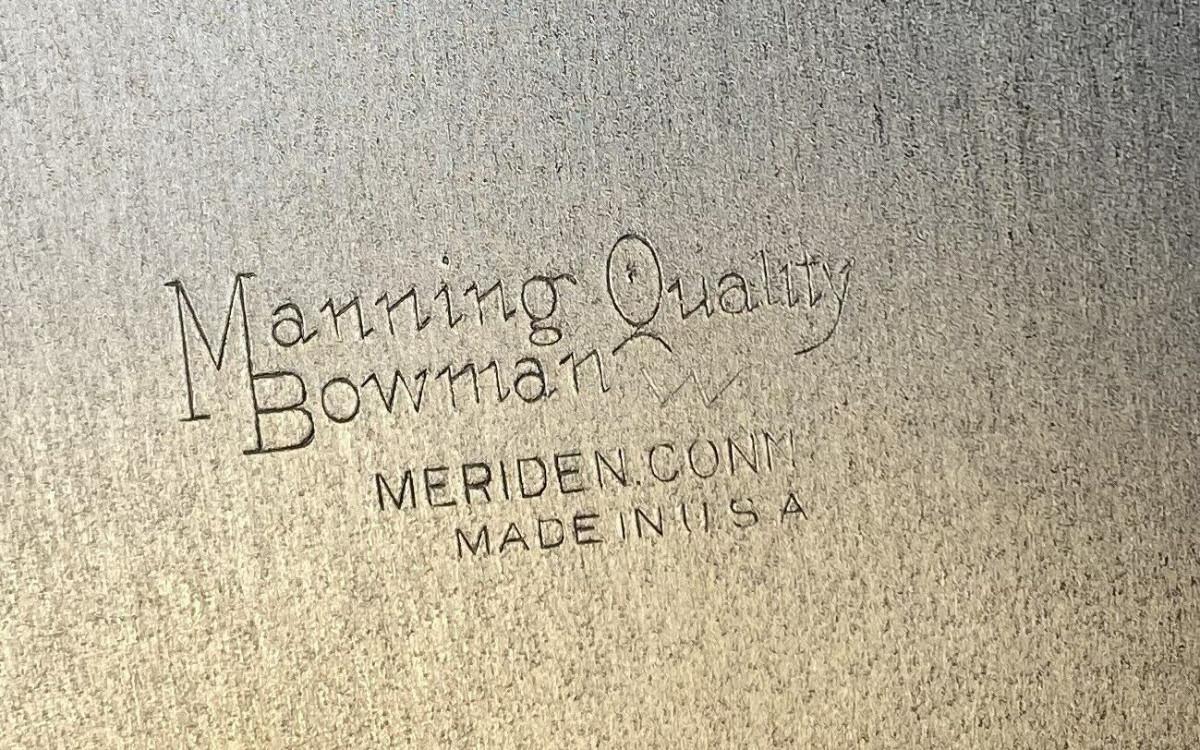 Manning Quality
Bowman
MERIDEN, CONN
MADE IN U.S.A